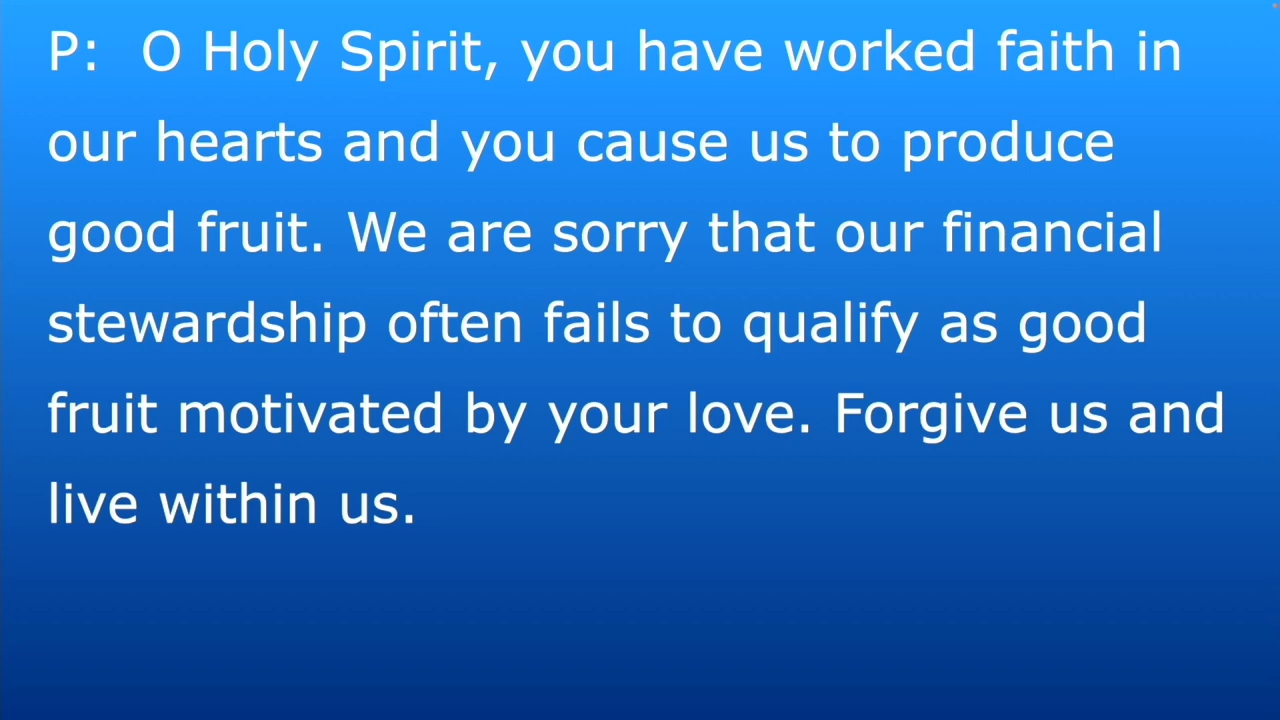 P: O Holy Spirit, you have worked faith in
our hearts and you cause us to produce
good fruit. We are sorry that our financial
stewardship often fails to qualify as good
fruit motivated by your love. Forgive us and
live within us.